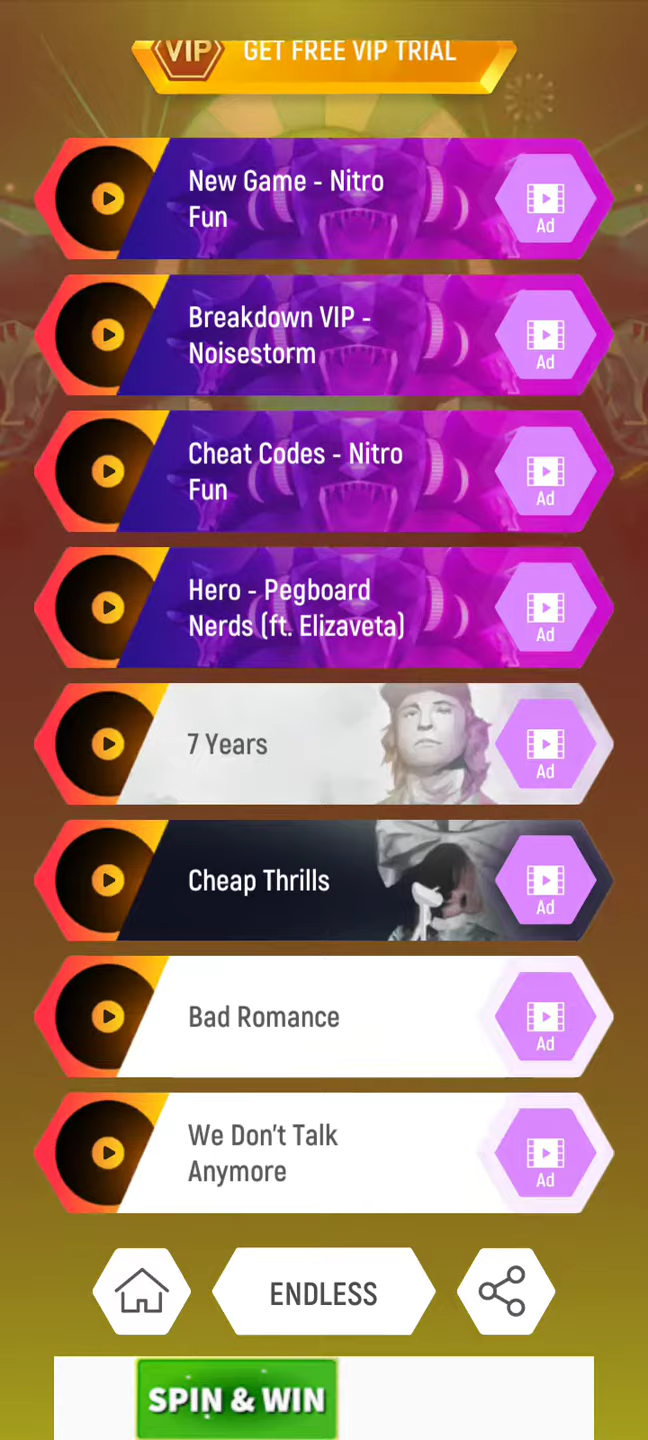 VIP GET FREE VIP TRIAL
New Game - Nitro
Fun
Ad
Breakdown VIP -
Noisestorm
Ad
Cheat Codes - Nitro
Fun
Ad
Hero - Pegboard
Nerds (ft. Elizaveta)
Ad
7 Years
Ad
Cheap Thrills
Ad
Bad Romance
Ad
We Don't Talk
Anymore
Ad
ENDLESS
SPIN & WIN